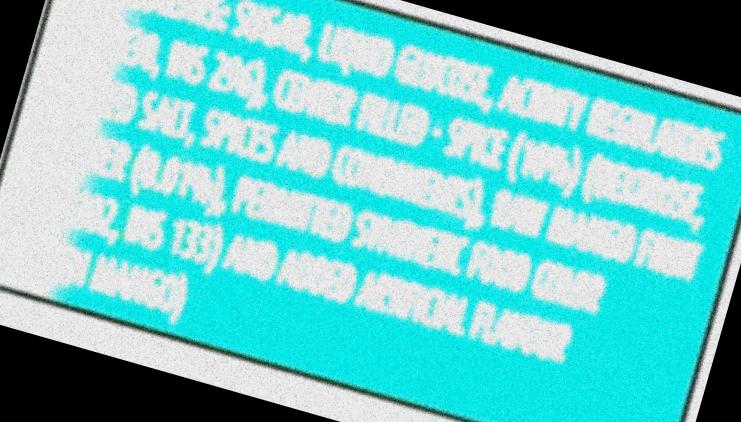 SUGAR, LIQUID GLUCOSE, ACIDITY REGULATORS
INS 296), CENTER FILLED - SPICE (10%) (DEXTROSE,
SALT, SPICES AND CONDIMENTS), RAW MANGO FRUIT
(0.01%), PERMITTED SYNTHETIC FOOD COLOR
INS 133) AND ADDED ARTIFICIAL FLAVOUR
MANGO)